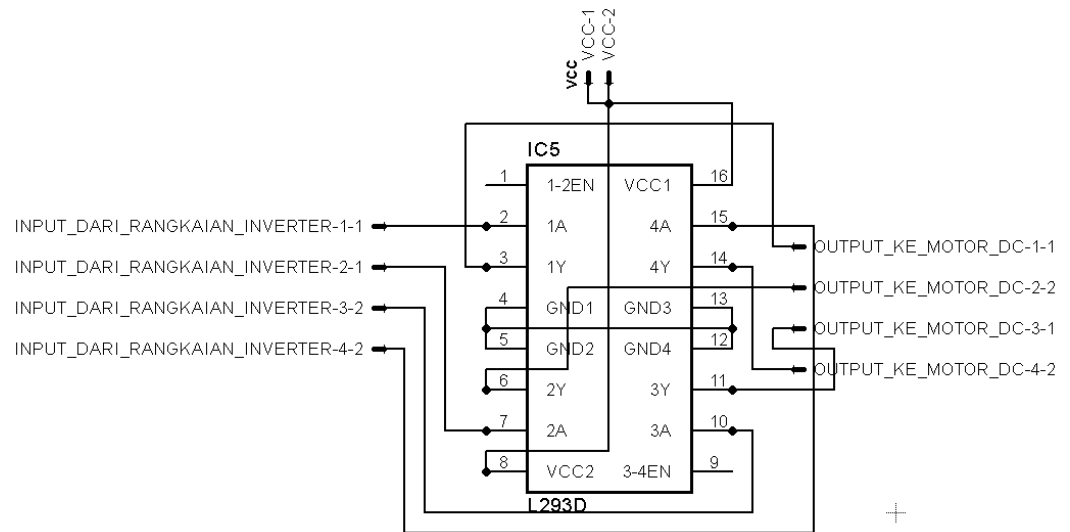 VCC
VCC-1
VCC-2
IC5
1 1-2EN VCC1 16
INPUT_DARI_RANGKAIAN_INVERTER-1-1 2 1A 4A 15
OUTPUT_KE_MOTOR_DC-1-1
INPUT_DARI_RANGKAIAN_INVERTER-2-1 3 1Y 4Y 14
OUTPUT_KE_MOTOR_DC-2-2
INPUT_DARI_RANGKAIAN_INVERTER-3-2 4 GND1 GND3 13
OUTPUT_KE_MOTOR_DC-3-1
INPUT_DARI_RANGKAIAN_INVERTER-4-2 5 GND2 GND4 12
OUTPUT_KE_MOTOR_DC-4-2
6 2Y 3Y 11
7 2A 3A 10
8 VCC2 3-4EN 9
L293D